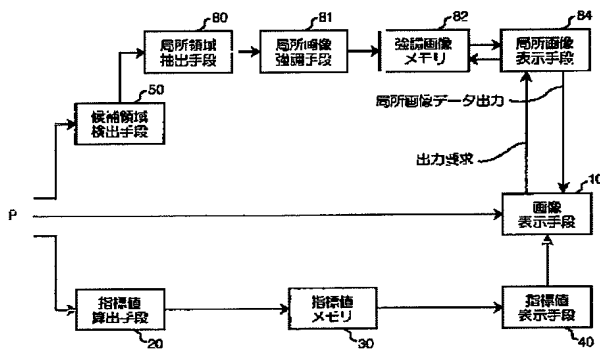 80
局所領域
抽出手段
81
局所画像
強調手段
82
強調画像
メモリ
84
局所画像
表示手段
50
候補領域
検出手段
局所画像データ出力
出力要求
10
P
画像
表示手段
指標値
算出手段
20
指標値
メモリ
30
指標値
表示手段
40